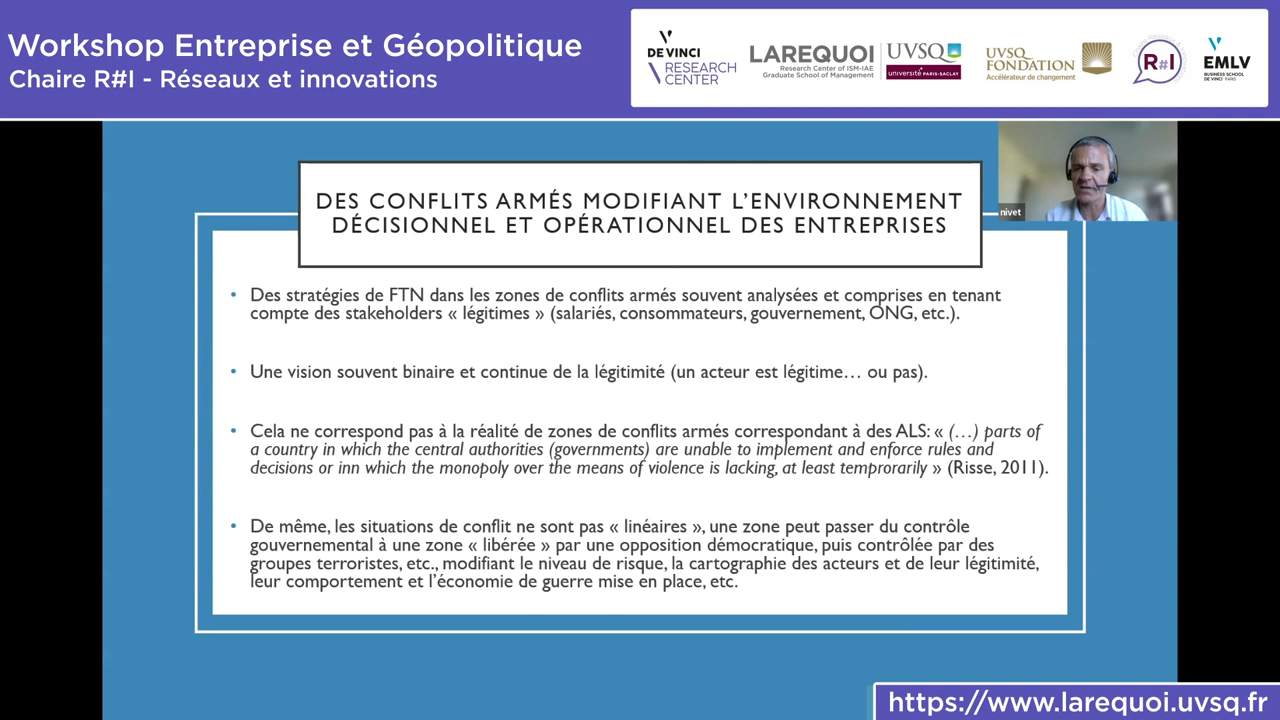 Workshop Entreprise et Géopolitique
Chaire R#I - Réseaux et innovations
DE VINCI
RESEARCH
CENTER
LAREQUOI
Research Center of ISM-IAE
Graduate School of Management
UVSQ
université PARIS-SACLAY
UVSQ
FONDATION
Accélérateur de changement
R#I
EMLV
BUSINESS SCHOOL
DE VINCI PARIS
nivet
DES CONFLITS ARMÉS MODIFIANT L'ENVIRONNEMENT
DÉCISIONNEL ET OPÉRATIONNEL DES ENTREPRISES
• Des stratégies de FTN dans les zones de conflits armés souvent analysées et comprises en tenant
compte des stakeholders « légitimes » (salariés, consommateurs, gouvernement, ONG, etc.).
• Une vision souvent binaire et continue de la légitimité (un acteur est légitime… ou pas).
• Cela ne correspond pas à la réalité de zones de conflits armés correspondant à des ALS: « (…) parts of
a country in which the central authorities (governments) are unable to implement and enforce rules and
decisions or inn which the monopoly over the means of violence is lacking, at least temprorarily » (Risse, 2011).
• De même, les situations de conflit ne sont pas « linéaires », une zone peut passer du contrôle
gouvernemental à une zone « libérée » par une opposition démocratique, puis contrôlée par des
groupes terroristes, etc., modifiant le niveau de risque, la cartographie des acteurs et de leur légitimité,
leur comportement et l'économie de guerre mise en place, etc.
https://www.larequoi.uvsq.fr